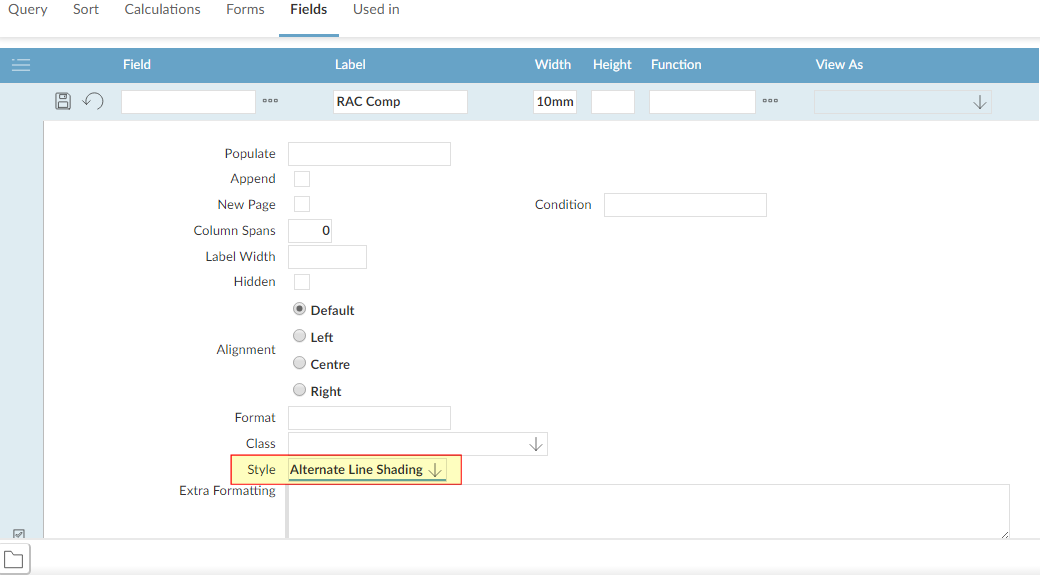 Query Sort Calculations Forms Fields Used in
Field Label Width Height Function View As
RAC Comp 10mm
Populate
Append
New Page Condition
Column Spans 0
Label Width
Hidden
Default
Left
Alignment
Centre
Right
Format
Class
Style Alternate Line Shading
Extra Formatting